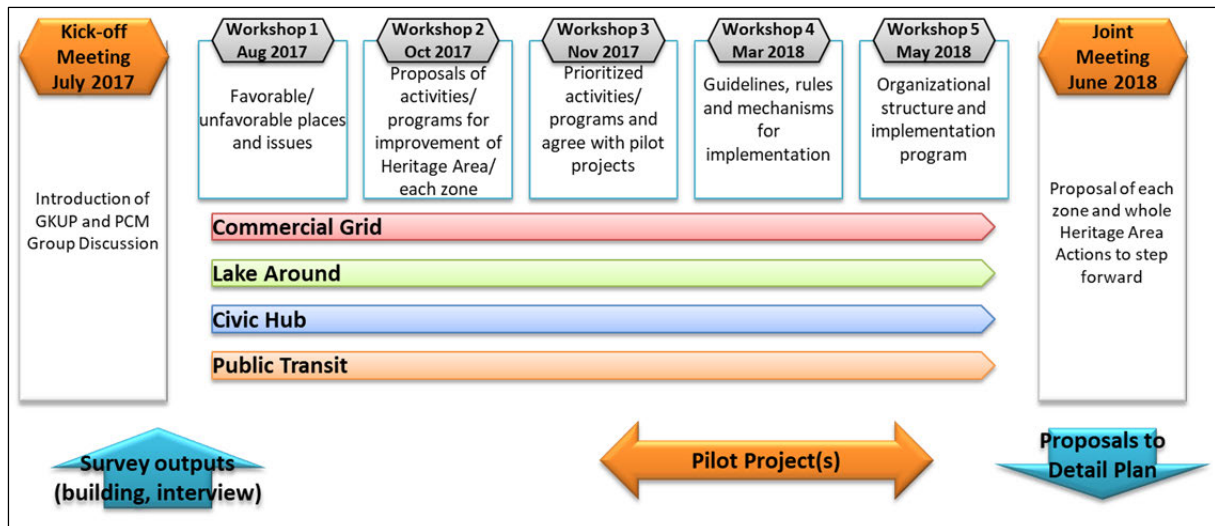 Kick-off
Meeting
July 2017
Introduction of
GKUP and PCM
Group Discussion
Workshop 1
Aug 2017
Favorable/
unfavorable places
and issues
Workshop 2
Oct 2017
Proposals of
activities/
programs for
improvement of
Heritage Area/
each zone
Workshop 3
Nov 2017
Prioritized
activities/
programs and
agree with pilot
projects
Workshop 4
Mar 2018
Guidelines, rules
and mechanisms
for
implementation
Workshop 5
May 2018
Organizational
structure and
implementation
program
Joint
Meeting
June 2018
Proposal of each
zone and whole
Heritage Area
Actions to step
forward
Commercial Grid
Lake Around
Civic Hub
Public Transit
Survey outputs
(building, interview)
Pilot Project(s)
Proposals to
Detail Plan